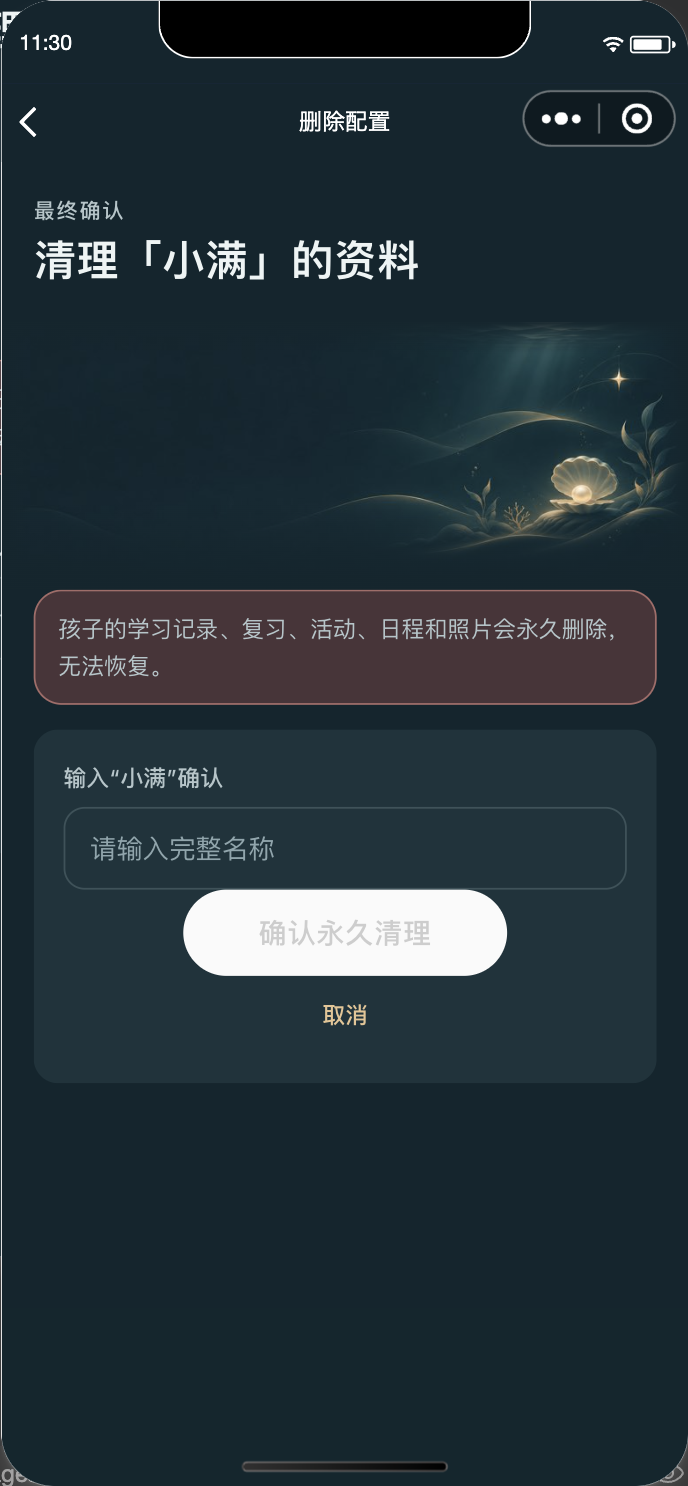 11:30
删除配置
最终确认
清理「小满」的资料
孩子的学习记录、复习、活动、日程和照片会永久删除，
无法恢复。
输入“小满”确认
请输入完整名称
确认永久清理
取消